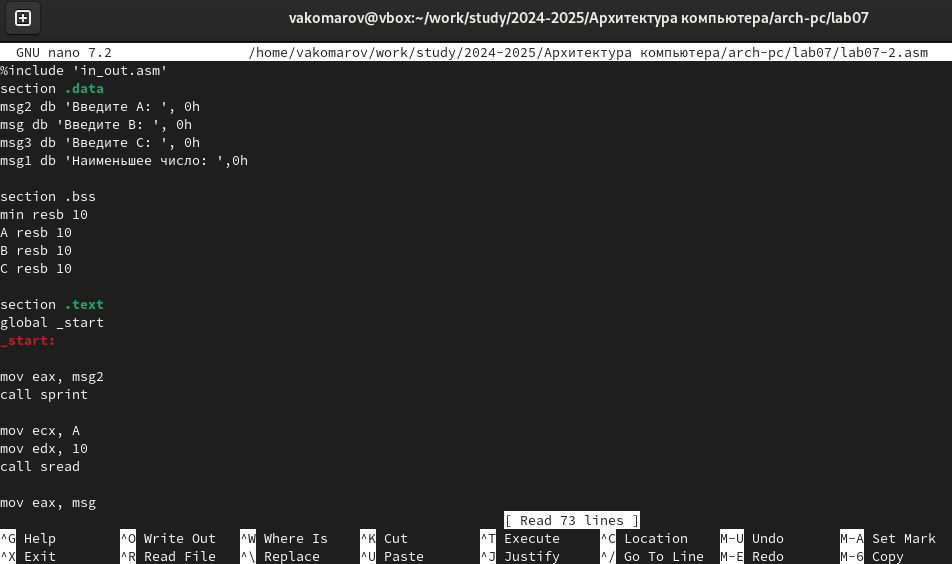 vakomarov@vbox:~/work/study/2024-2025/Архитектура компьютера/arch-pc/lab07
GNU nano 7.2 /home/vakomarov/work/study/2024-2025/Архитектура компьютера/arch-pc/lab07/lab07-2.asm
%include 'in_out.asm'
section .data
msg2 db 'Введите A: ', 0h
msg db 'Введите B: ', 0h
msg3 db 'Введите C: ', 0h
msg1 db 'Наименьшее число: ',0h
section .bss
min resb 10
A resb 10
B resb 10
C resb 10
section .text
global _start
_start:
mov eax, msg2
call sprint
mov ecx, A
mov edx, 10
call sread
mov eax, msg
[ Read 73 lines ]
^G Help ^O Write Out ^W Where Is ^K Cut ^T Execute ^C Location M-U Undo M-A Set Mark
^X Exit ^R Read File ^\ Replace ^U Paste ^J Justify ^/ Go To Line M-E Redo M-6 Copy